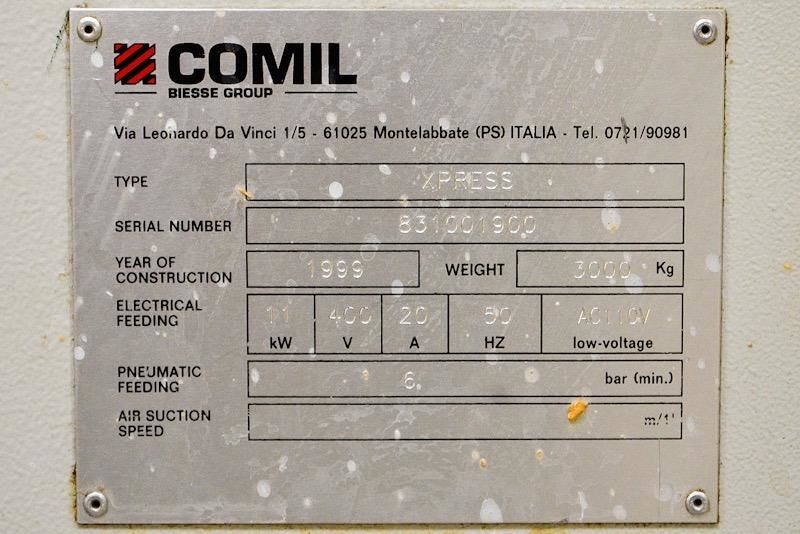 COMIL
BIESSE GROUP
Via Leonardo Da Vinci 1/5 - 61025 Montelabbate (PS) ITALIA - Tel. 0721/90981
TYPE XPRESS
SERIAL NUMBER 831001900
YEAR OF CONSTRUCTION 1999 WEIGHT 3000 Kg
ELECTRICAL FEEDING 11 kW 400 V 20 A 50 HZ AC110V low-voltage
PNEUMATIC FEEDING 6 bar (min.)
AIR SUCTION SPEED